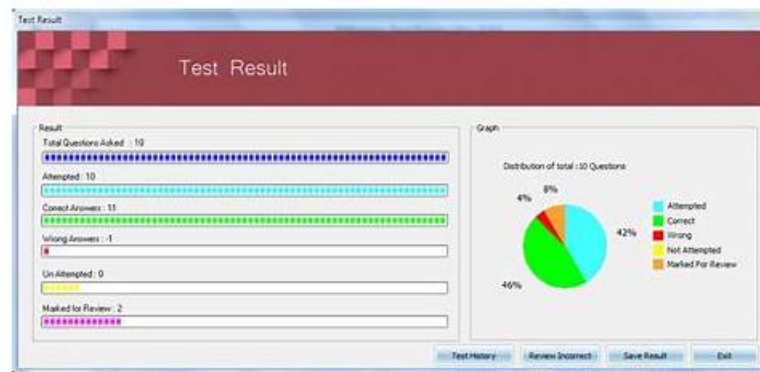 Test Result
Test Result
Result
Total Questions Asked : 10
Attempted : 10
Correct Answers : 11
Wrong Answers : -1
Un Attempted : 0
Marked for Review : 2
Graph
Distribution of total :10 Questions
8%
4%
42%
46%
Attempted
Correct
Wrong
Not Attempted
Marked For Review
Test History
Review Incorrect
Save Result
Exit